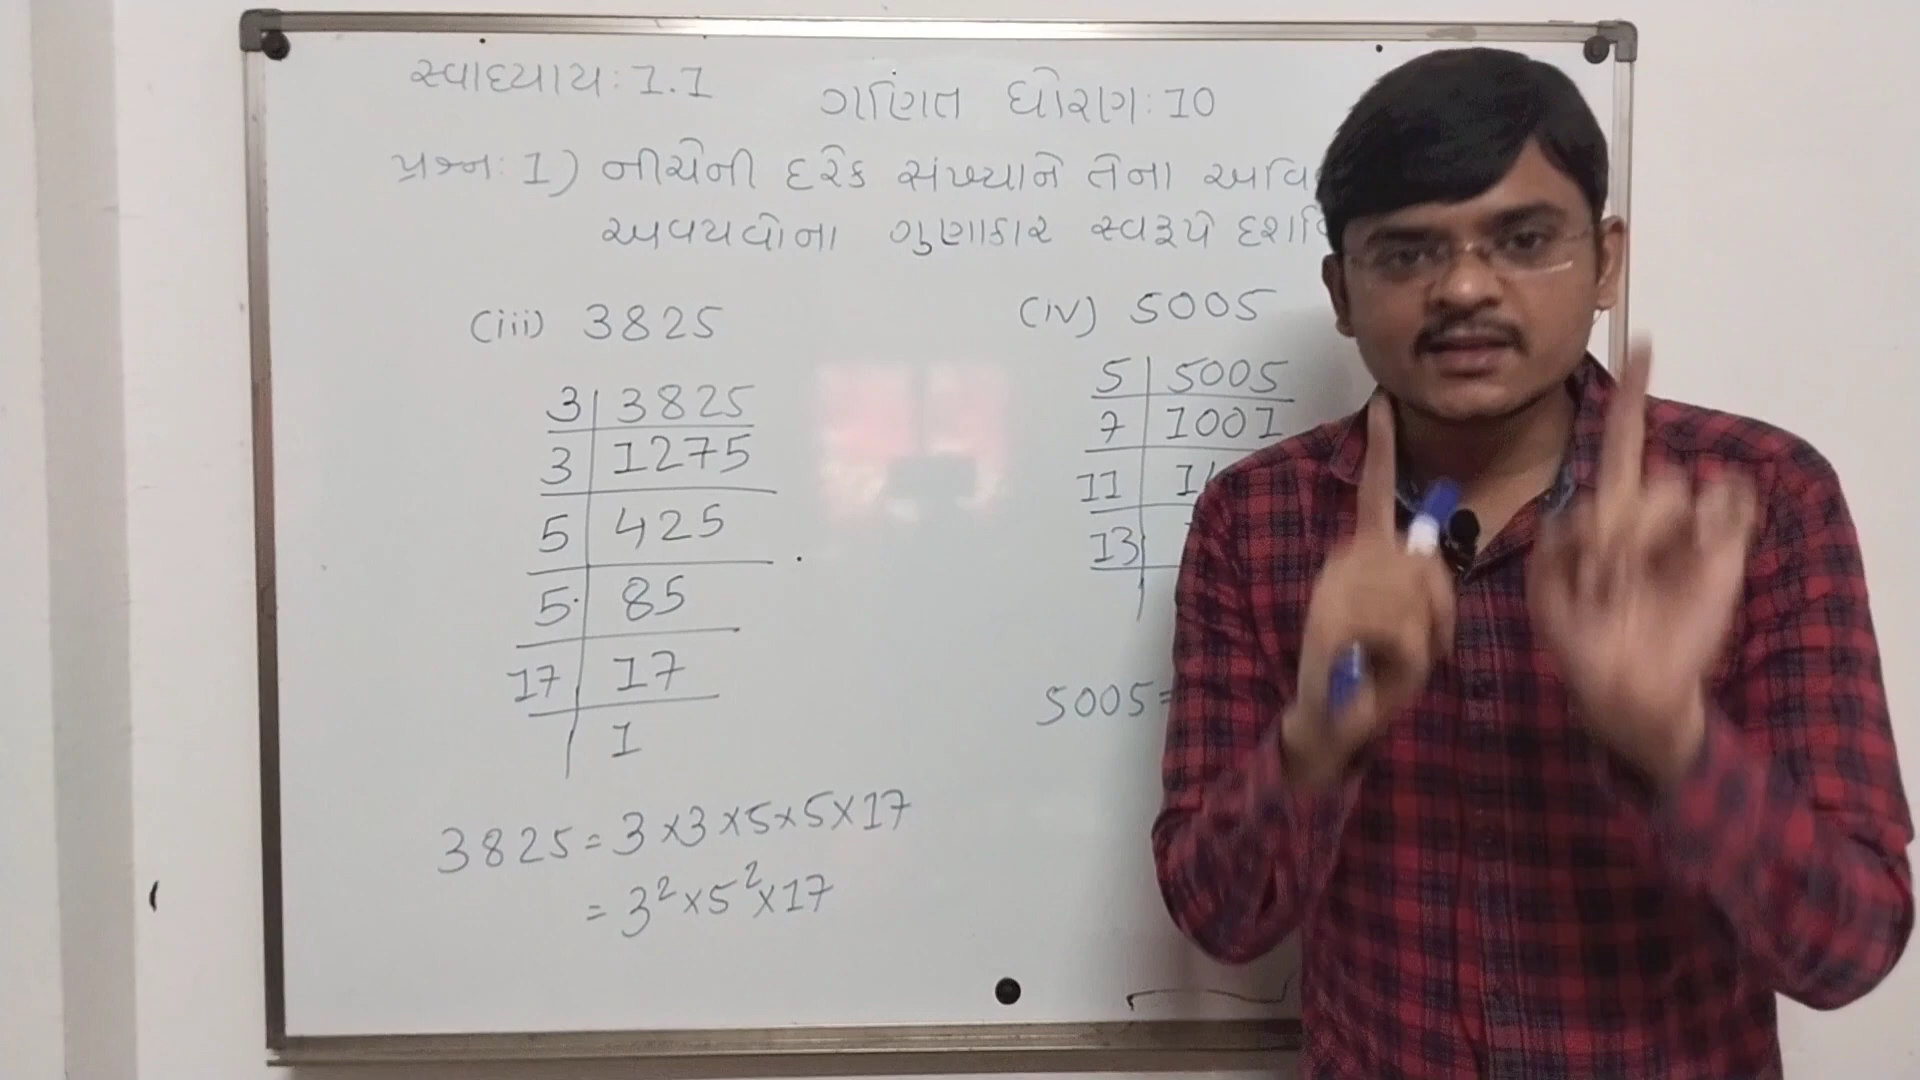 સ્વાધ્યાય: 1.1
ગણિત ધોરણ: 10
પ્રશ્ન: 1) નીચેની દરેક સંખ્યાને તેના
અવયવોના ગુણાકાર સ્વરૂપે
(iii) 3825
3 | 3825
3 | 1275
5 | 425
5 | 85
17 | 17
| 1
3825 = 3 × 3 × 5 × 5 × 17
= 3² × 5² × 17
(iv) 5005
5 | 5005
7 | 1001
11 |
13 |
5005 =